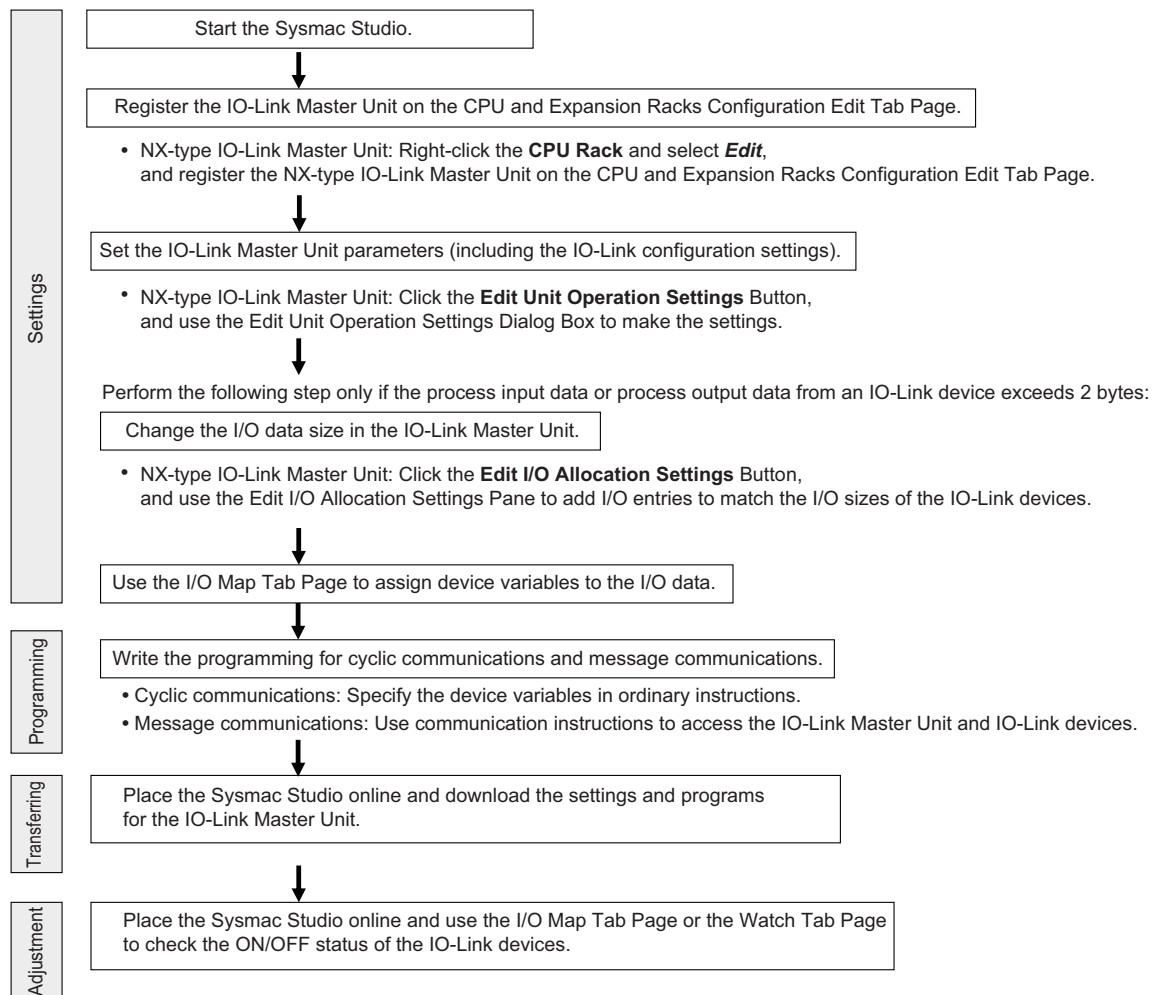 Settings
Start the Sysmac Studio.
Register the IO-Link Master Unit on the CPU and Expansion Racks Configuration Edit Tab Page.
• NX-type IO-Link Master Unit: Right-click the CPU Rack and select Edit,
and register the NX-type IO-Link Master Unit on the CPU and Expansion Racks Configuration Edit Tab Page.
Set the IO-Link Master Unit parameters (including the IO-Link configuration settings).
• NX-type IO-Link Master Unit: Click the Edit Unit Operation Settings Button,
and use the Edit Unit Operation Settings Dialog Box to make the settings.
Perform the following step only if the process input data or process output data from an IO-Link device exceeds 2 bytes:
Change the I/O data size in the IO-Link Master Unit.
• NX-type IO-Link Master Unit: Click the Edit I/O Allocation Settings Button,
and use the Edit I/O Allocation Settings Pane to add I/O entries to match the I/O sizes of the IO-Link devices.
Use the I/O Map Tab Page to assign device variables to the I/O data.
Programming
Write the programming for cyclic communications and message communications.
• Cyclic communications: Specify the device variables in ordinary instructions.
• Message communications: Use communication instructions to access the IO-Link Master Unit and IO-Link devices.
Transferring
Place the Sysmac Studio online and download the settings and programs
for the IO-Link Master Unit.
Adjustment
Place the Sysmac Studio online and use the I/O Map Tab Page or the Watch Tab Page
to check the ON/OFF status of the IO-Link devices.